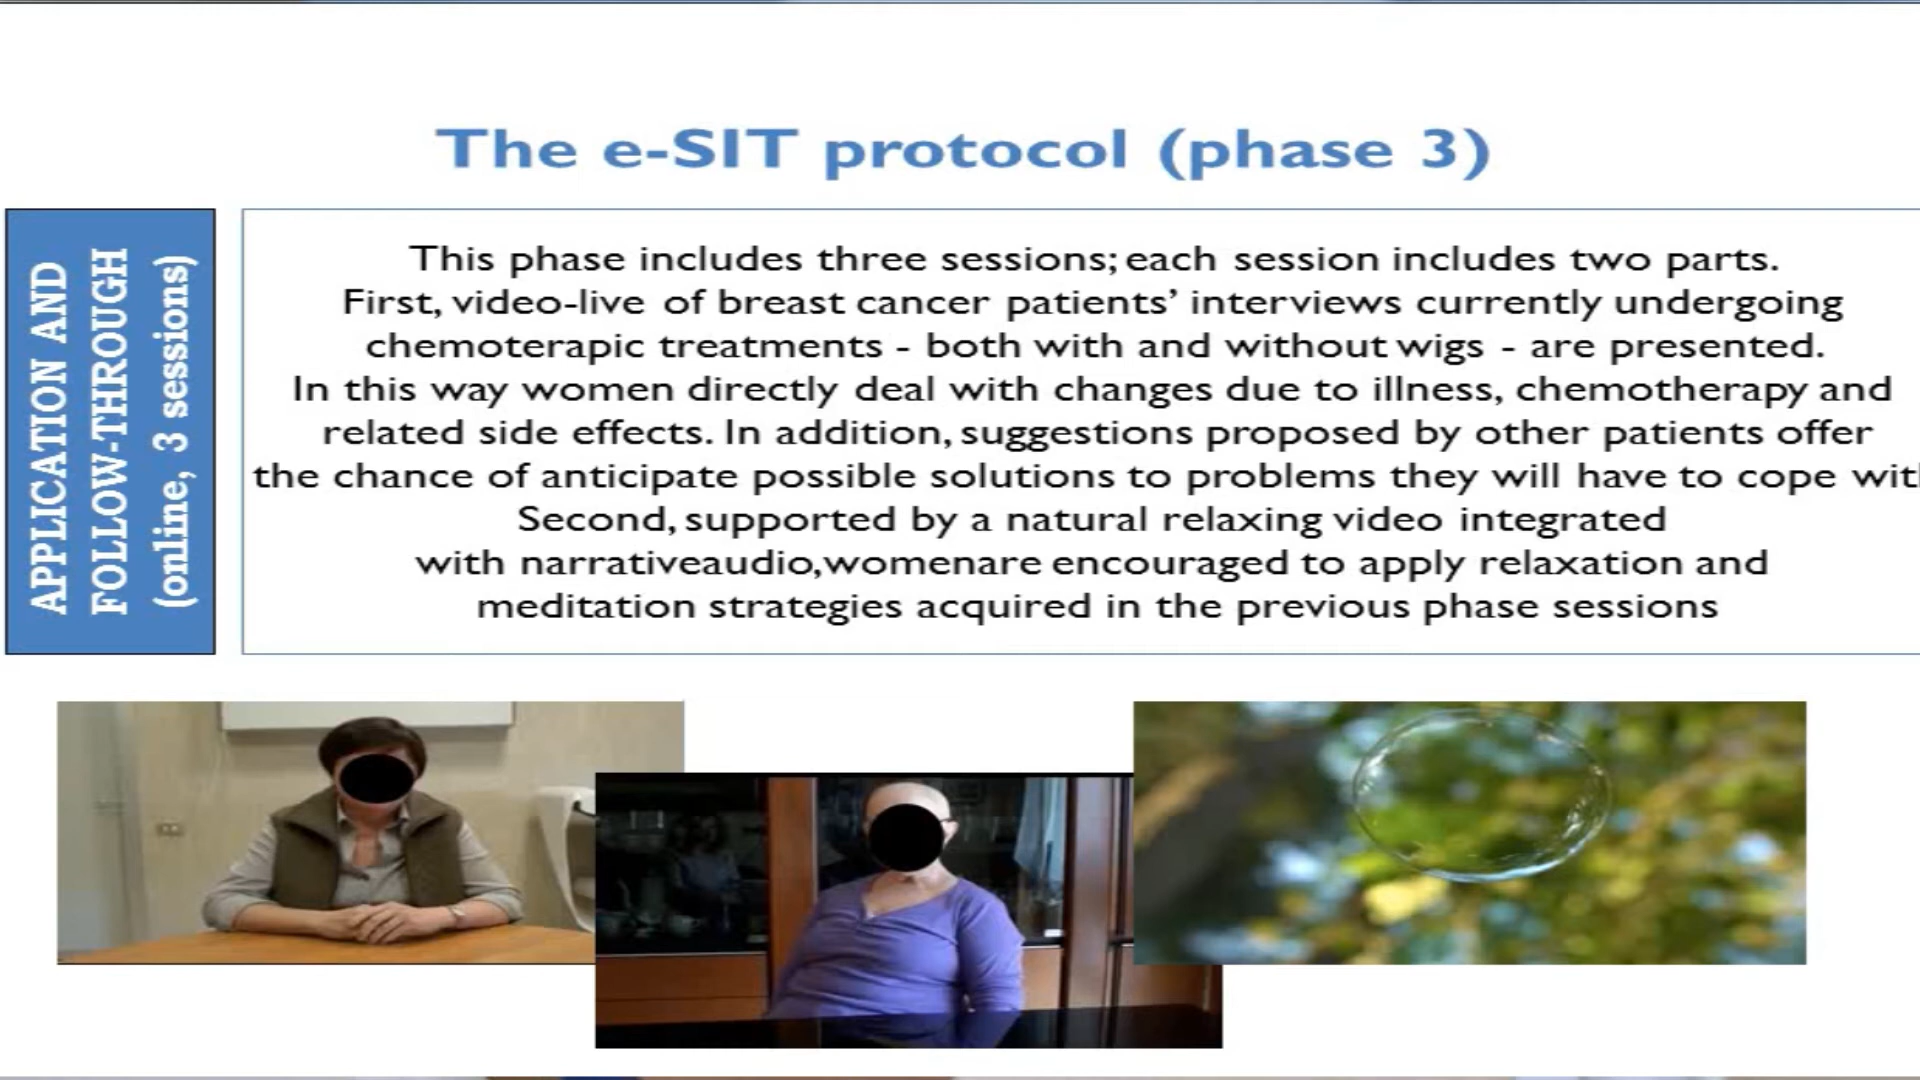 The e-SIT protocol (phase 3)
APPLICATION AND
FOLLOW-THROUGH
(online, 3 sessions)
This phase includes three sessions; each session includes two parts.
First, video-live of breast cancer patients’ interviews currently undergoing
chemoterapic treatments - both with and without wigs - are presented.
In this way women directly deal with changes due to illness, chemotherapy and
related side effects. In addition, suggestions proposed by other patients offer
the chance of anticipate possible solutions to problems they will have to cope wit
Second, supported by a natural relaxing video integrated
with narrativeaudio,womenare encouraged to apply relaxation and
meditation strategies acquired in the previous phase sessions